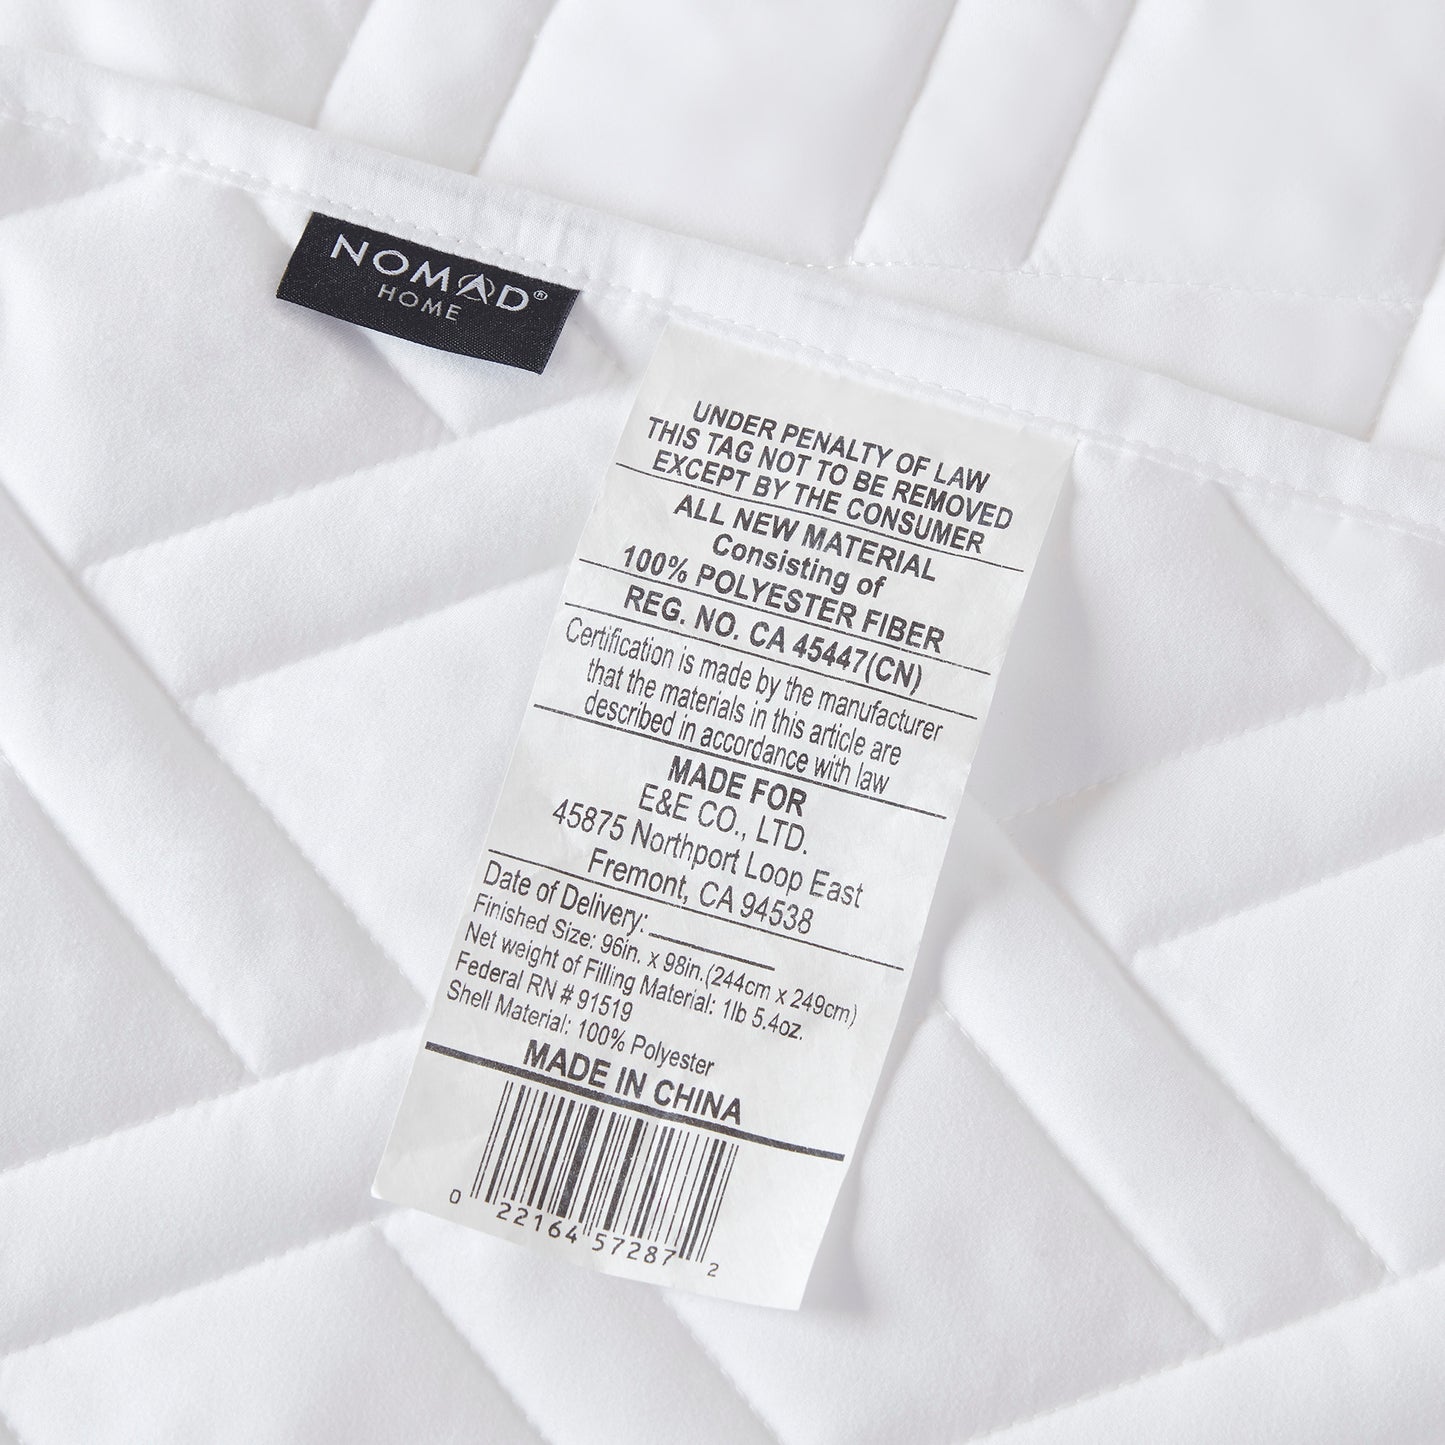 NOMAD®
HOME
UNDER PENALTY OF LAW
THIS TAG NOT TO BE REMOVED
EXCEPT BY THE CONSUMER
ALL NEW MATERIAL
Consisting of
100% POLYESTER FIBER
REG. NO. CA 45447(CN)
Certification is made by the manufacturer
that the materials in this article are
described in accordance with law
MADE FOR
E&E CO., LTD.
45875 Northport Loop East
Fremont, CA 94538
Date of Delivery:
Finished Size: 96in. x 98in.(244cm x 249cm)
Net weight of Filling Material: 1lb 5.4oz.
Federal RN # 91519
Shell Material: 100% Polyester
MADE IN CHINA
0 22164 57287 2